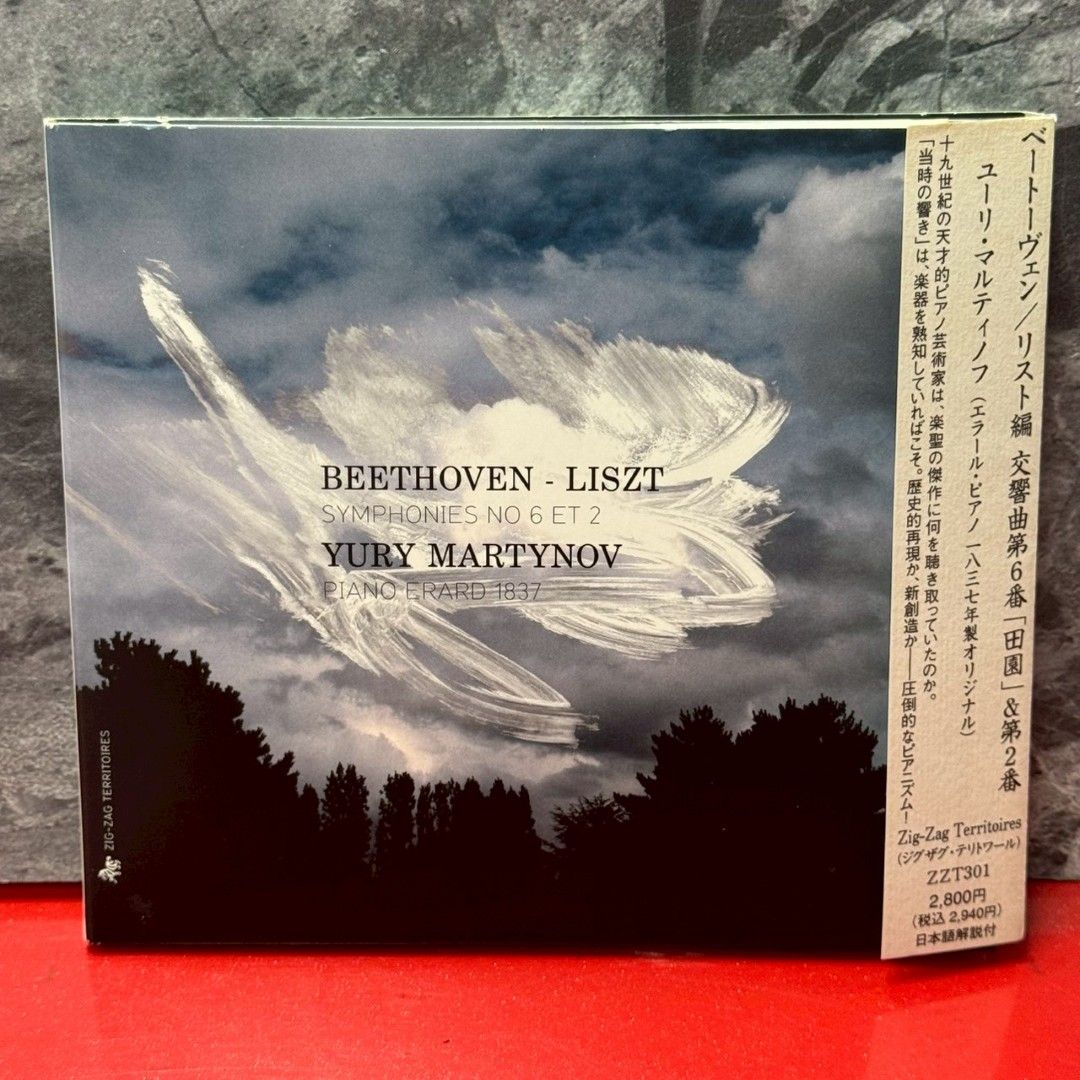 BEETHOVEN - LISZT
SYMPHONIES NO 6 ET 2
YURY MARTYNOV
PIANO ERARD 1837
ZIG-ZAG TERRITOIRES
ベートーヴェン/リスト編 交響曲第6番「田園」&第2番
ユーリ・マルティノフ(エラール・ピアノ 一八三七年製オリジナル)
十九世紀の天才的ピアノ芸術家は、楽聖の傑作に何を聴き取っていたのか。
「当時の響き」は、楽器を熟知していればこそ。歴史的再現か、新創造か――圧倒的なピアニズム!
Zig-Zag Territoires
(ジグザグ・テリトワール)
ZZT301
2,800円
(税込 2,940円)
日本語解説付